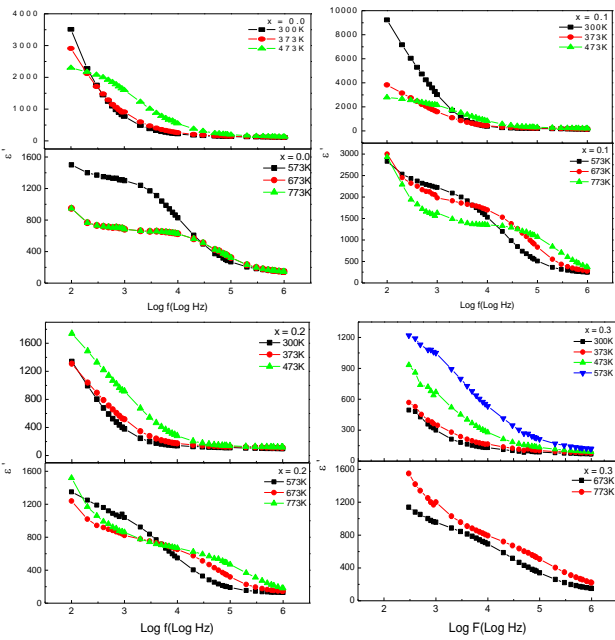 x = 0.0
300K
373K
473K
4000
3000
2000
1000
0
ε'
x = 0.0
573K
673K
773K
1600
1200
800
400
0
2 3 4 5 6
Log f(Log Hz)
x = 0.1
300K
373K
473K
10000
8000
6000
4000
2000
0
ε'
x = 0.1
573K
673K
773K
3000
2500
2000
1500
1000
500
0
2 3 4 5 6
Log f(Log Hz)
x = 0.2
300K
373K
473K
1600
1200
800
400
0
ε'
x = 0.2
573K
673K
773K
1600
1200
800
400
0
2 3 4 5 6
Log f(Log Hz)
x = 0.3
300K
373K
473K
573K
1200
900
600
300
0
ε'
x = 0.3
673K
773K
1600
1200
800
400
0
2 3 4 5 6
Log F(Log Hz)